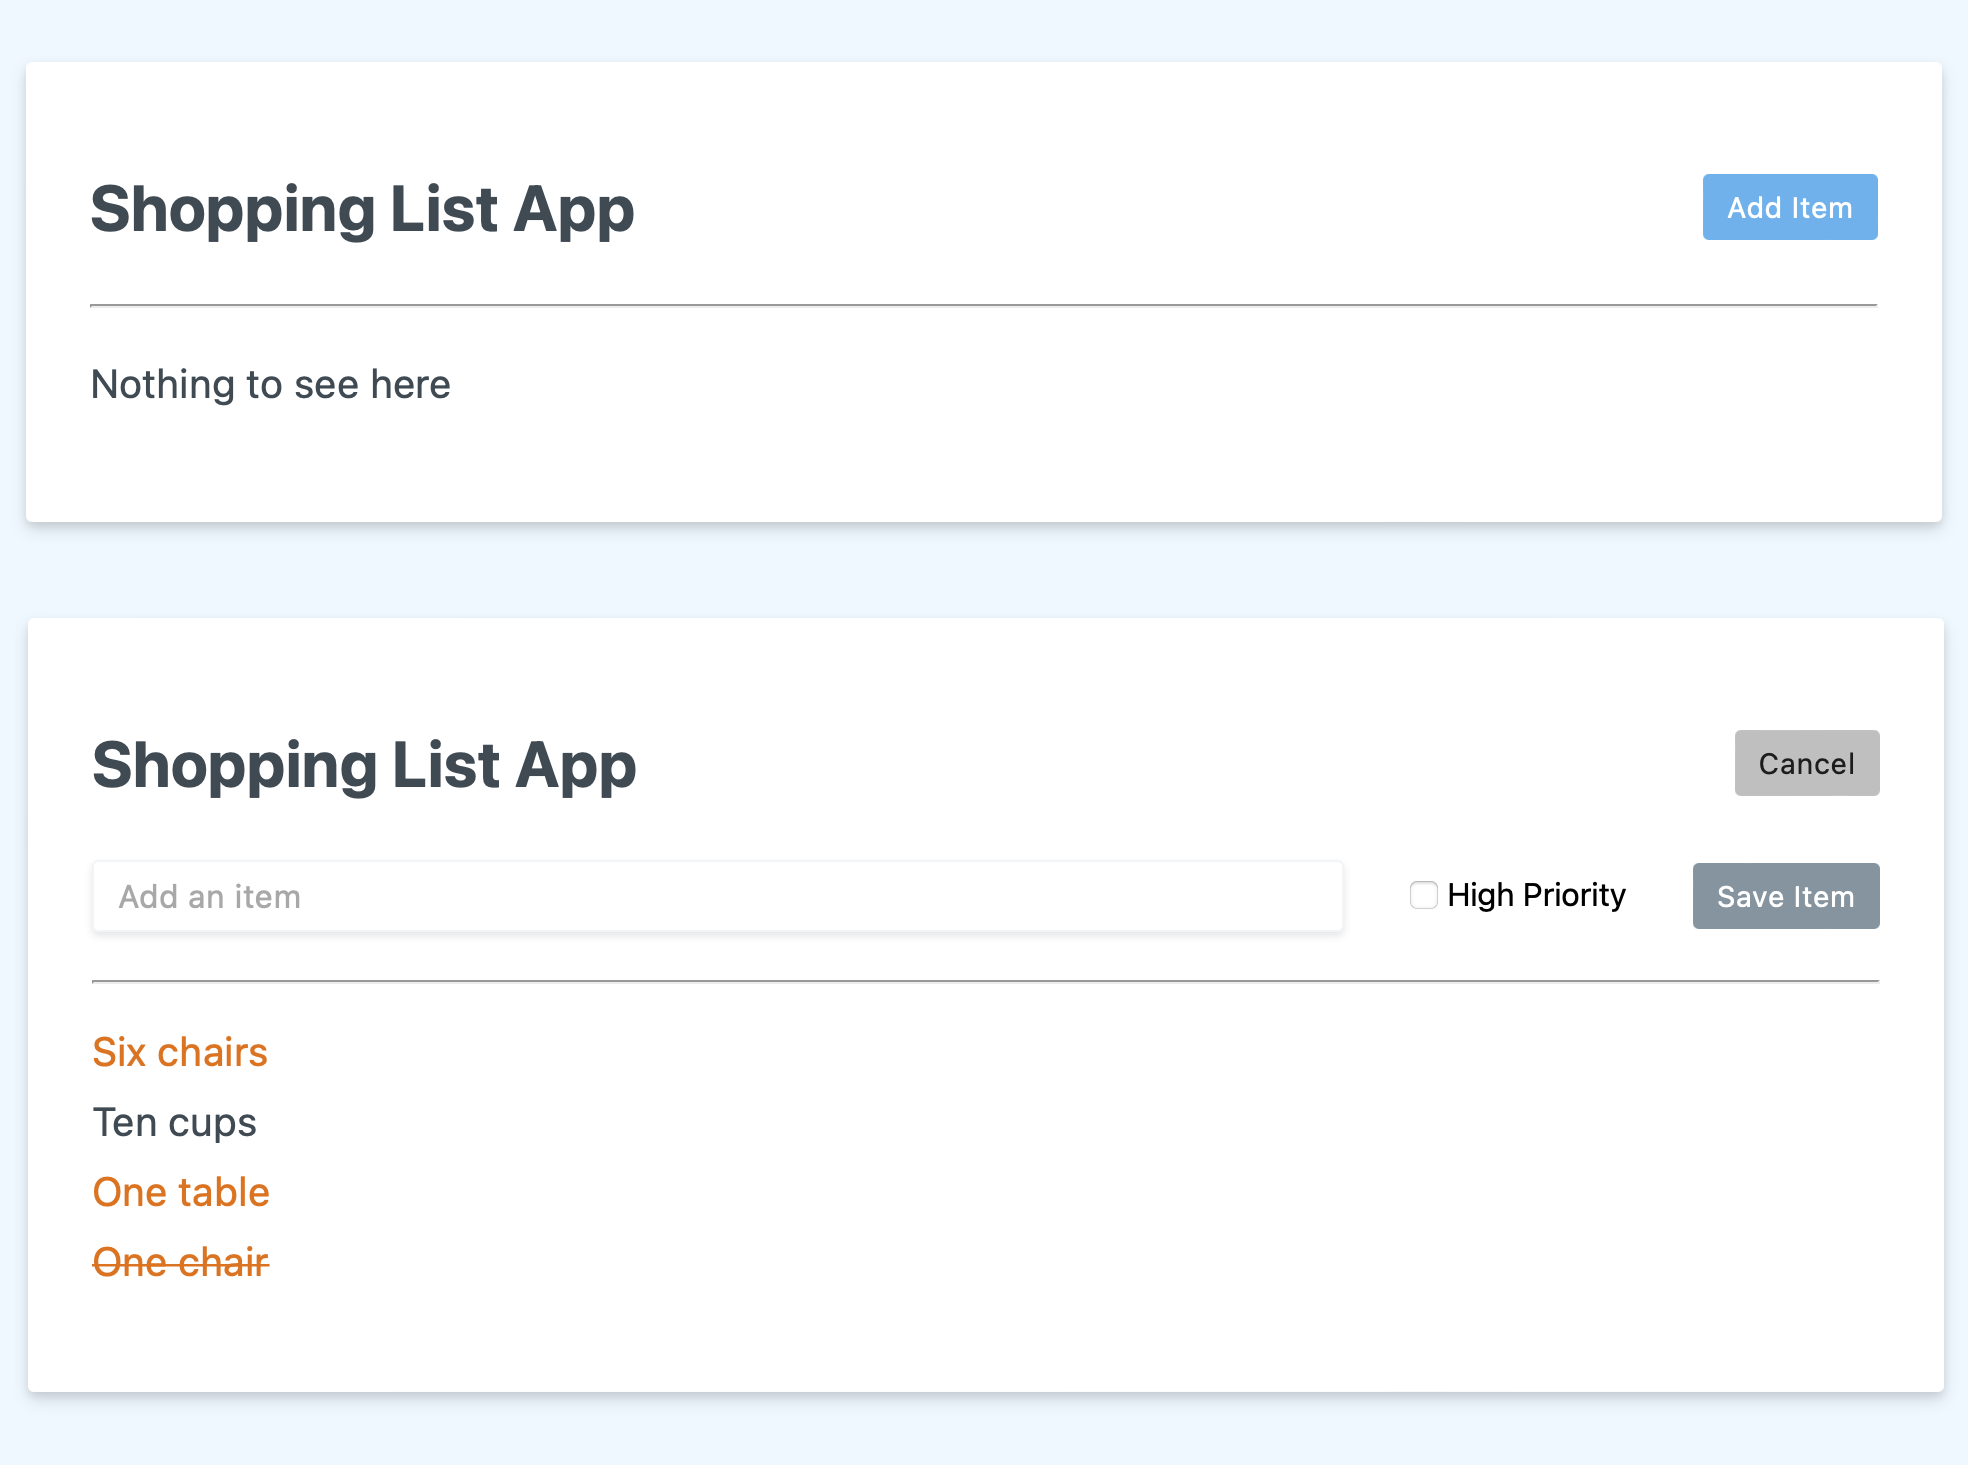 Shopping List App
Add Item
Nothing to see here
Shopping List App
Cancel
Add an item
High Priority
Save Item
Six chairs
Ten cups
One table
One chair